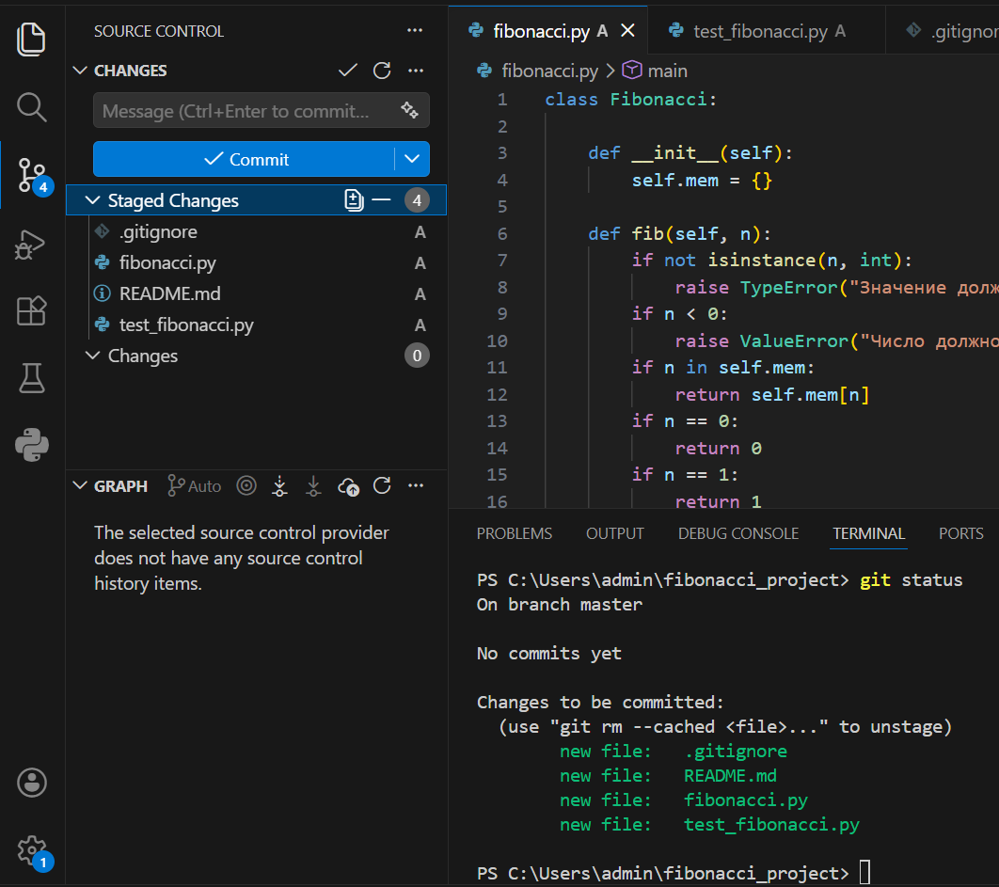 SOURCE CONTROL
CHANGES
Message (Ctrl+Enter to commit...
Commit
Staged Changes 4
.gitignore A
fibonacci.py A
README.md A
test_fibonacci.py A
Changes 0
4
GRAPH Auto
The selected source control provider
does not have any source control
history items.
1
fibonacci.py A test_fibonacci.py A .gitignor
fibonacci.py > main
1 class Fibonacci:
2
3 def __init__(self):
4 self.mem = {}
5
6 def fib(self, n):
7 if not isinstance(n, int):
8 raise TypeError("Значение долж
9 if n < 0:
10 raise ValueError("Число должно
11 if n in self.mem:
12 return self.mem[n]
13 if n == 0:
14 return 0
15 if n == 1:
16 return 1
PROBLEMS OUTPUT DEBUG CONSOLE TERMINAL PORTS
PS C:\Users\admin\fibonacci_project> git status
On branch master
No commits yet
Changes to be committed:
(use "git rm --cached <file>..." to unstage)
new file: .gitignore
new file: README.md
new file: fibonacci.py
new file: test_fibonacci.py
PS C:\Users\admin\fibonacci_project>